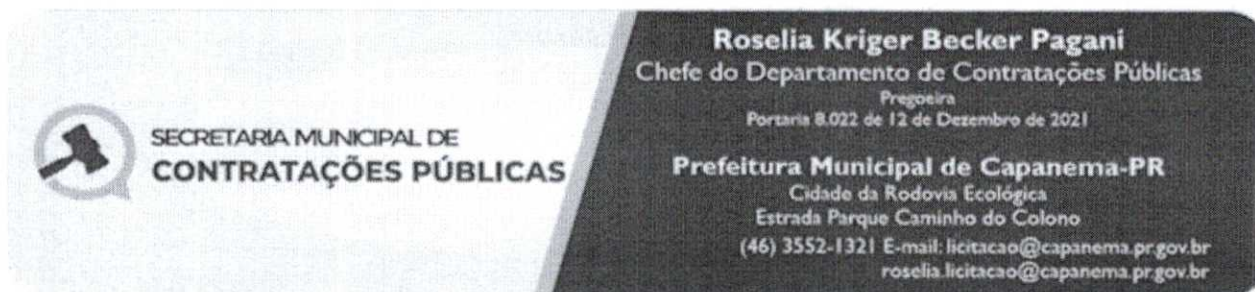 SECRETARIA MUNICIPAL DE
CONTRATAÇÕES PÚBLICAS
Roselia Kriger Becker Pagani
Chefe do Departamento de Contratações Públicas
Pregoeira
Portaria 8.022 de 12 de Dezembro de 2021
Prefeitura Municipal de Capanema-PR
Cidade da Rodovia Ecológica
Estrada Parque Caminho do Colono
(46) 3552-1321 E-mail: licitacao@capanema.pr.gov.br
roselia.licitacao@capanema.pr.gov.br